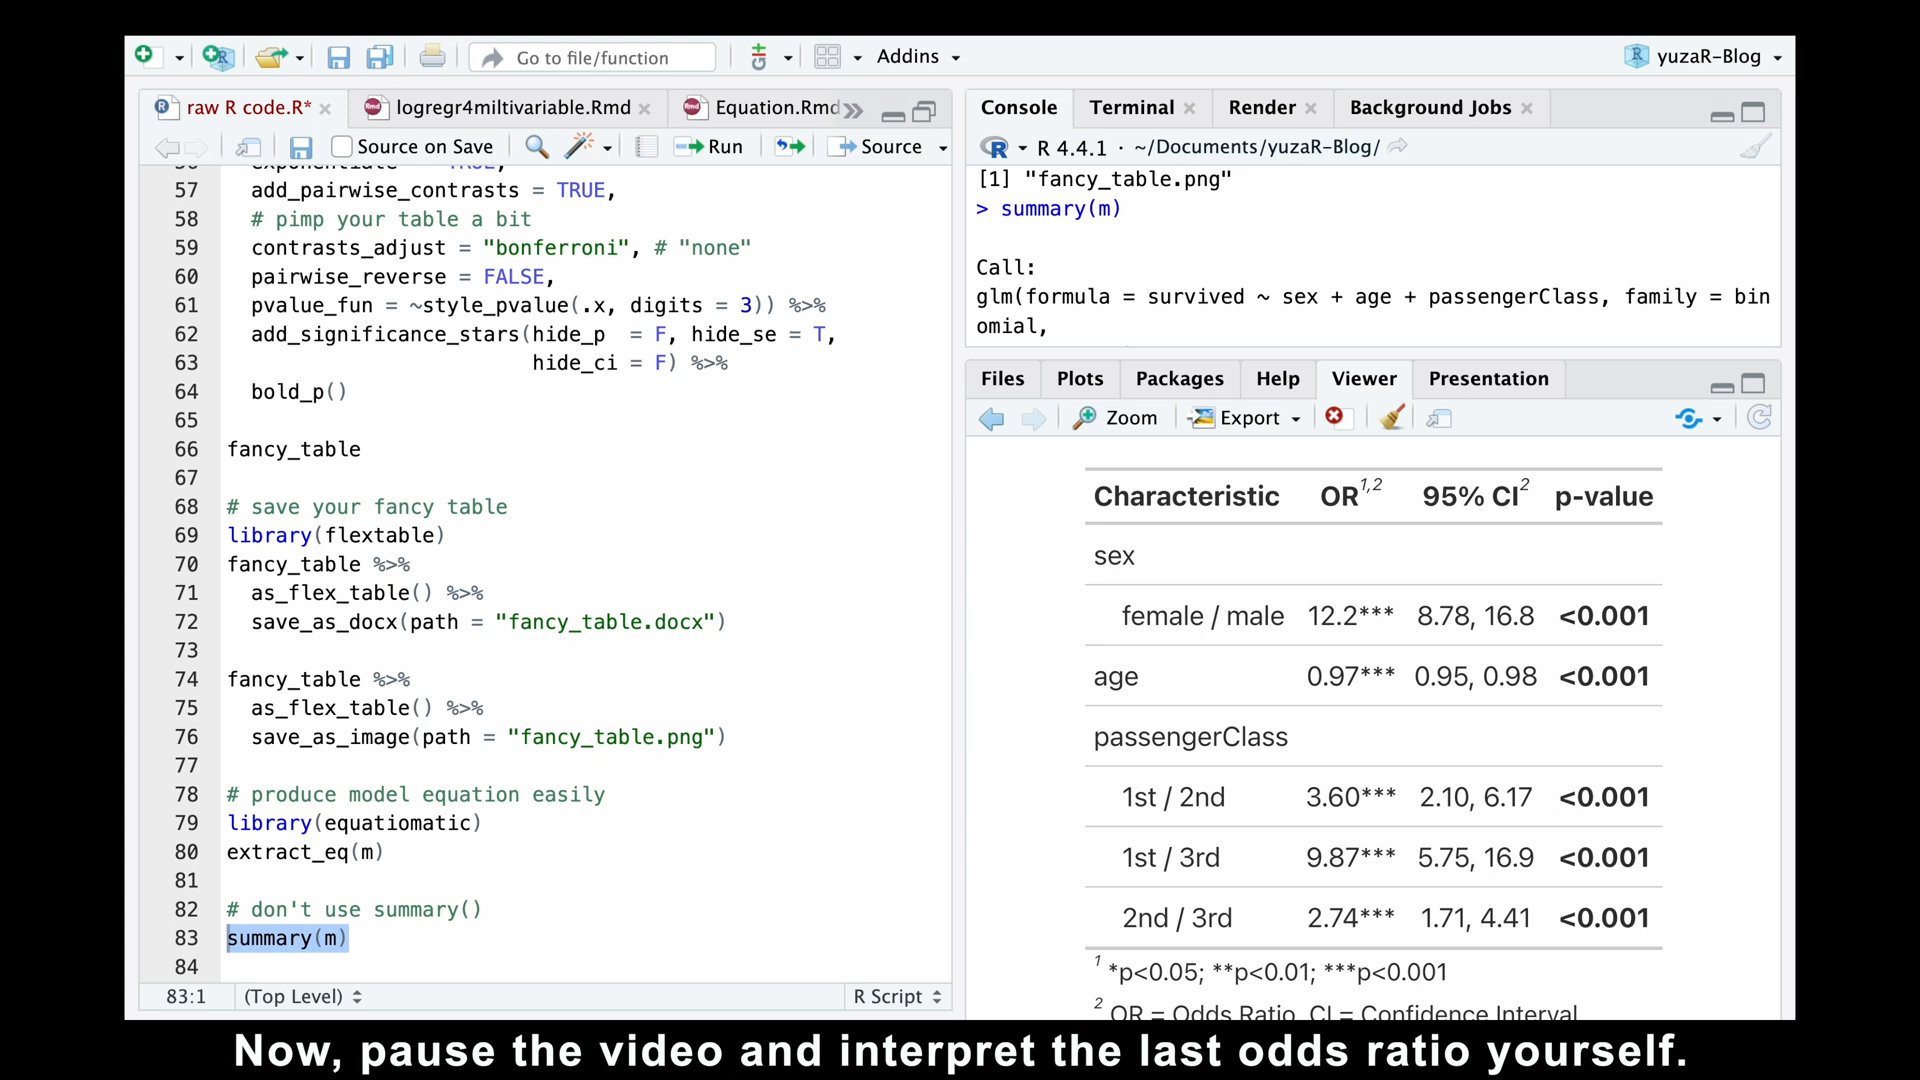 Go to file/function
Addins
yuzaR-Blog
raw R code.R*
logregr4miltivariable.Rmd
Equation.Rmd
Source on Save
Run
Source
57 add_pairwise_contrasts = TRUE,
58 # pimp your table a bit
59 contrasts_adjust = "bonferroni", # "none"
60 pairwise_reverse = FALSE,
61 pvalue_fun = ~style_pvalue(.x, digits = 3)) %>%
62 add_significance_stars(hide_p = F, hide_se = T,
63 hide_ci = F) %>%
64 bold_p()
65
66 fancy_table
67
68 # save your fancy table
69 library(flextable)
70 fancy_table %>%
71 as_flex_table() %>%
72 save_as_docx(path = "fancy_table.docx")
73
74 fancy_table %>%
75 as_flex_table() %>%
76 save_as_image(path = "fancy_table.png")
77
78 # produce model equation easily
79 library(equatiomatic)
80 extract_eq(m)
81
82 # don't use summary()
83 summary(m)
84
83:1 (Top Level) R Script
Console Terminal Render Background Jobs
R 4.4.1 · ~/Documents/yuzaR-Blog/
[1] "fancy_table.png"
> summary(m)
Call:
glm(formula = survived ~ sex + age + passengerClass, family = bin
omial,
Files Plots Packages Help Viewer Presentation
Zoom Export
Characteristic OR1,2 95% CI2 p-value
sex
female / male 12.2*** 8.78, 16.8 <0.001
age 0.97*** 0.95, 0.98 <0.001
passengerClass
1st / 2nd 3.60*** 2.10, 6.17 <0.001
1st / 3rd 9.87*** 5.75, 16.9 <0.001
2nd / 3rd 2.74*** 1.71, 4.41 <0.001
1 *p<0.05; **p<0.01; ***p<0.001
2 OR = Odds Ratio, CI = Confidence Interval
Now, pause the video and interpret the last odds ratio yourself.